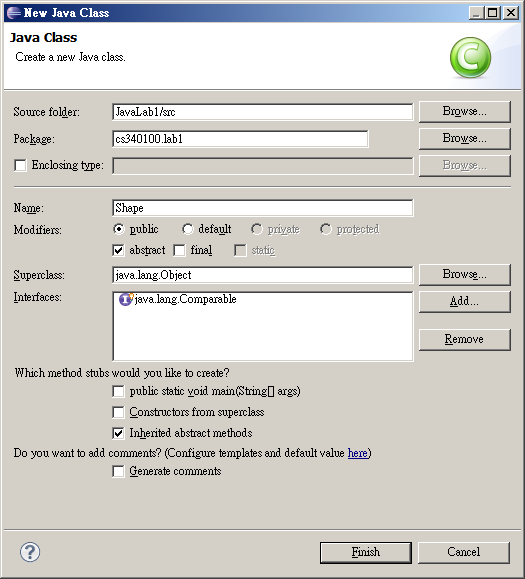 New Java Class
Java Class
Create a new Java class.
C
Source folder: JavaLab1/src Browse...
Package: cs340100.lab1 Browse...
Enclosing type: Browse...
Name: Shape
Modifiers: public default private protected
abstract final static
Superclass: java.lang.Object Browse...
Interfaces: java.lang.Comparable Add...
Remove
Which method stubs would you like to create?
public static void main(String[] args)
Constructors from superclass
Inherited abstract methods
Do you want to add comments? (Configure templates and default value here)
Generate comments
? Finish Cancel